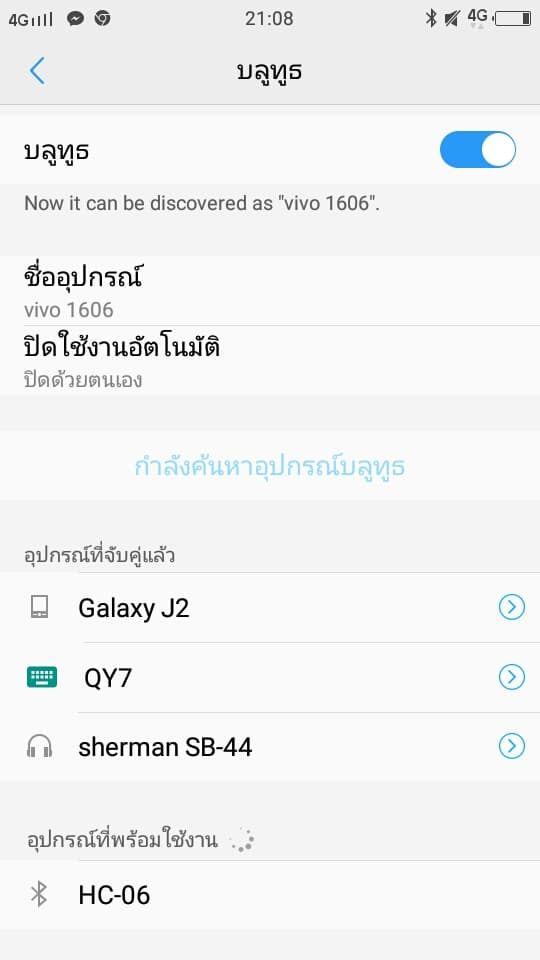 4G 21:08 4G
บลูทูธ
บลูทูธ
Now it can be discovered as "vivo 1606".
ชื่ออุปกรณ์
vivo 1606
ปิดใช้งานอัตโนมัติ
ปิดด้วยตนเอง
กำลังค้นหาอุปกรณ์บลูทูธ
อุปกรณ์ที่จับคู่แล้ว
Galaxy J2
QY7
sherman SB-44
อุปกรณ์ที่พร้อมใช้งาน
HC-06